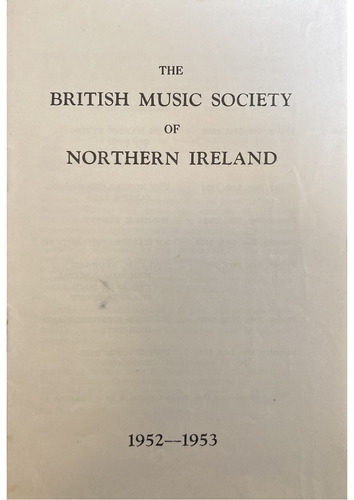 THE
BRITISH MUSIC SOCIETY
OF
NORTHERN IRELAND
1952—1953